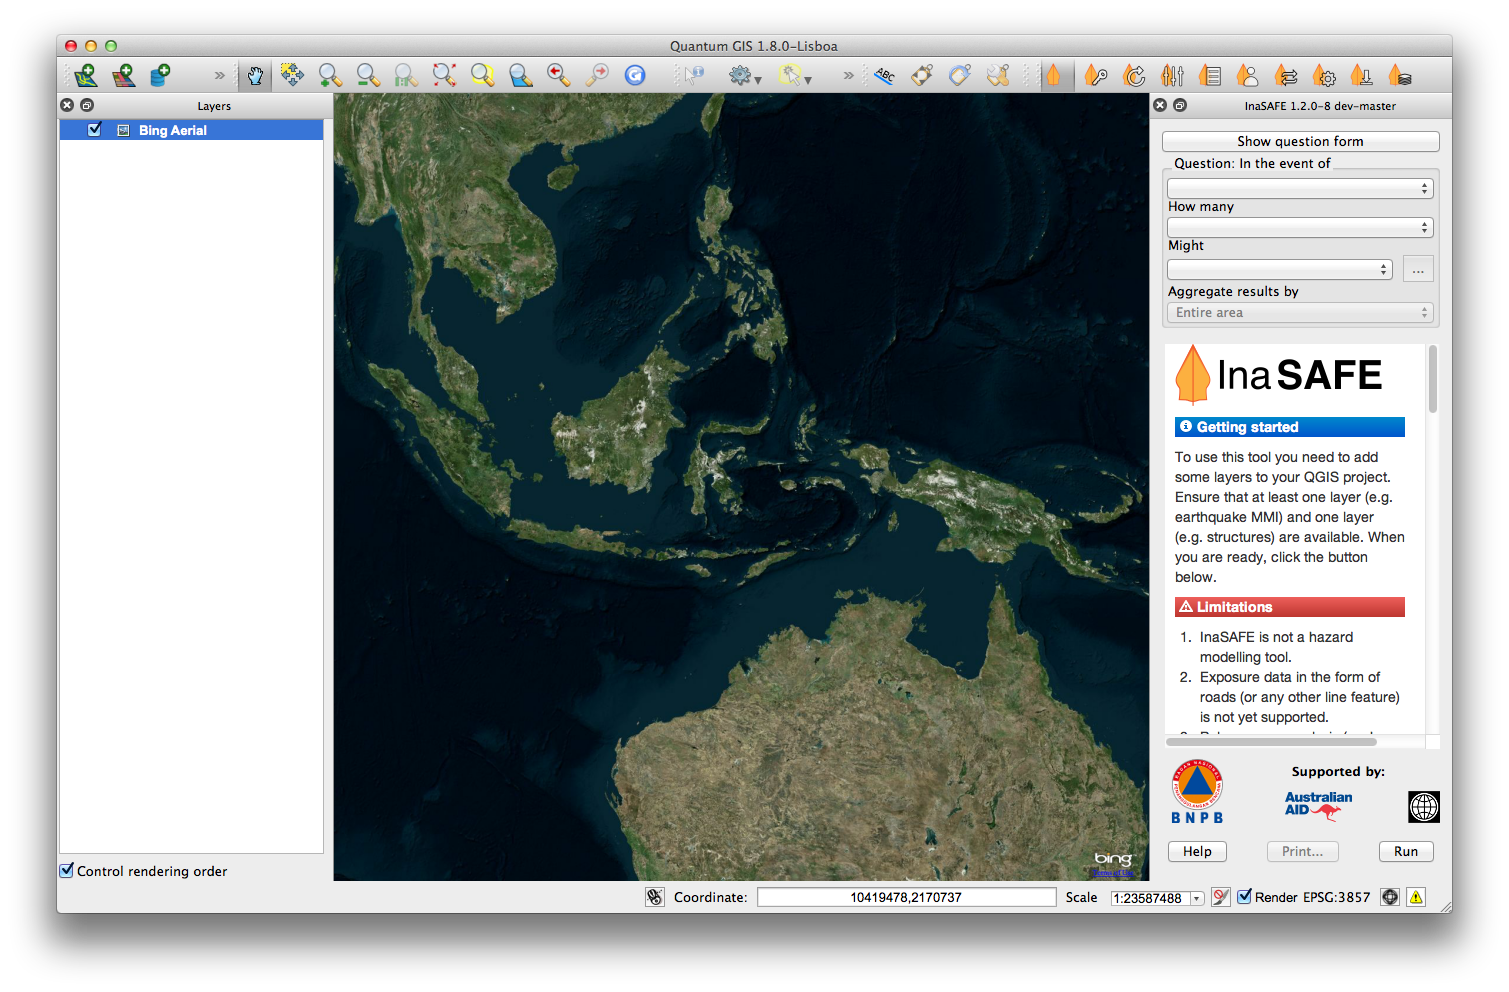 Quantum GIS 1.8.0-Lisboa
»
»
ABC
Layers
InaSAFE 1.2.0-8 dev-master
Bing Aerial
Show question form
Question: In the event of
How many
Might
...
Aggregate results by
Entire area
InaSAFE
Getting started
To use this tool you need to add
some layers to your QGIS project.
Ensure that at least one layer (e.g.
earthquake MMI) and one layer
(e.g. structures) are available. When
you are ready, click the button
below.
Limitations
1. InaSAFE is not a hazard
modelling tool.
2. Exposure data in the form of
roads (or any other line feature)
is not yet supported.
BADAN NASIONAL
BNPB
Supported by:
Australian
AID
bing
Help
Print...
Run
Control rendering order
Coordinate:
10419478,2170737
Scale
1:23587488
Render
EPSG:3857